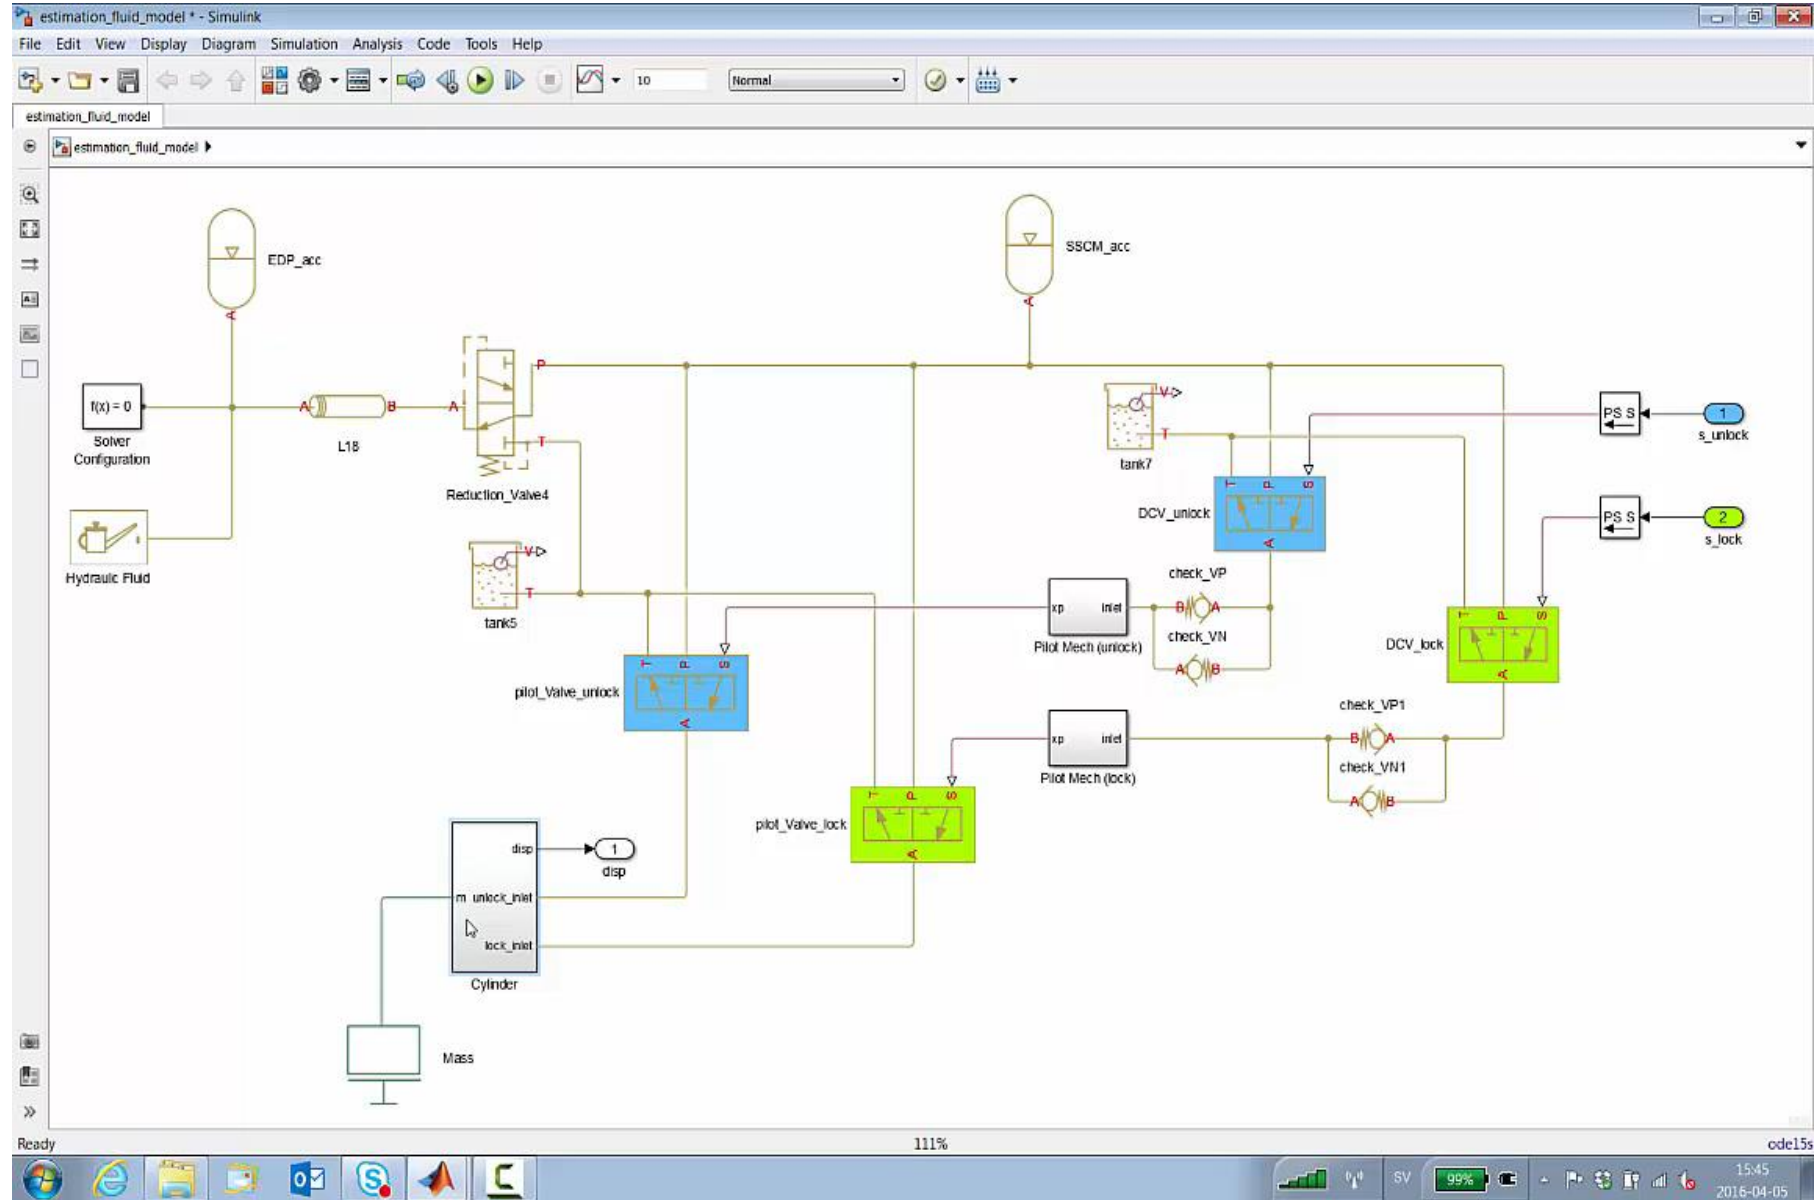 estimation_fluid_model * - Simulink
File Edit View Display Diagram Simulation Analysis Code Tools Help
10 Normal
estimation_fluid_model
estimation_fluid_model
EDP_acc
A
SSCM_acc
A
f(x) = 0
Solver
Configuration
A B
L18
A P
T
Reduction_Valve4
Hydraulic Fluid
V
T
tank5
V
T
tank7
PS S
1
s_unlock
PS S
2
s_lock
T P S
A
DCV_unlock
T P S
A
DCV_lock
check_VP
B A
check_VN
A B
xp inlet
Pilot Mech (unlock)
T P S
A
pilot_Valve_unlock
check_VP1
B A
check_VN1
A B
xp inlet
Pilot Mech (lock)
T P S
A
pilot_Valve_lock
disp
m unlock_inlet
lock_inlet
Cylinder
1
disp
Mass
Ready
111%
ode15s
SV
99%
15:45
2016-04-05